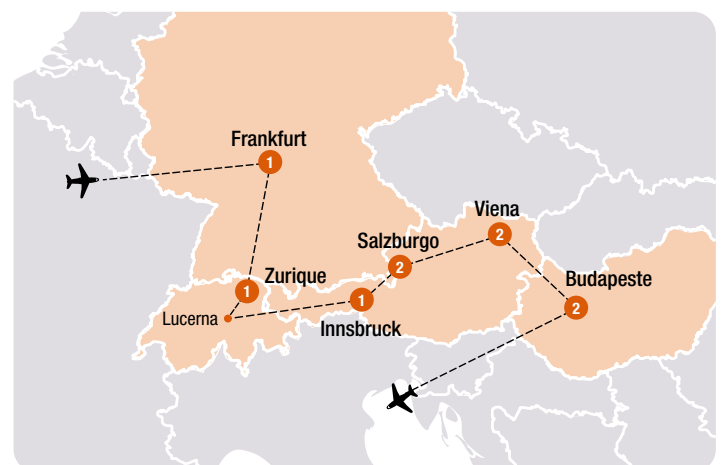 Frankfurt
1
Viena
2
Salzburgo
2
Zurique
1
Budapeste
2
Lucerna
1
Innsbruck